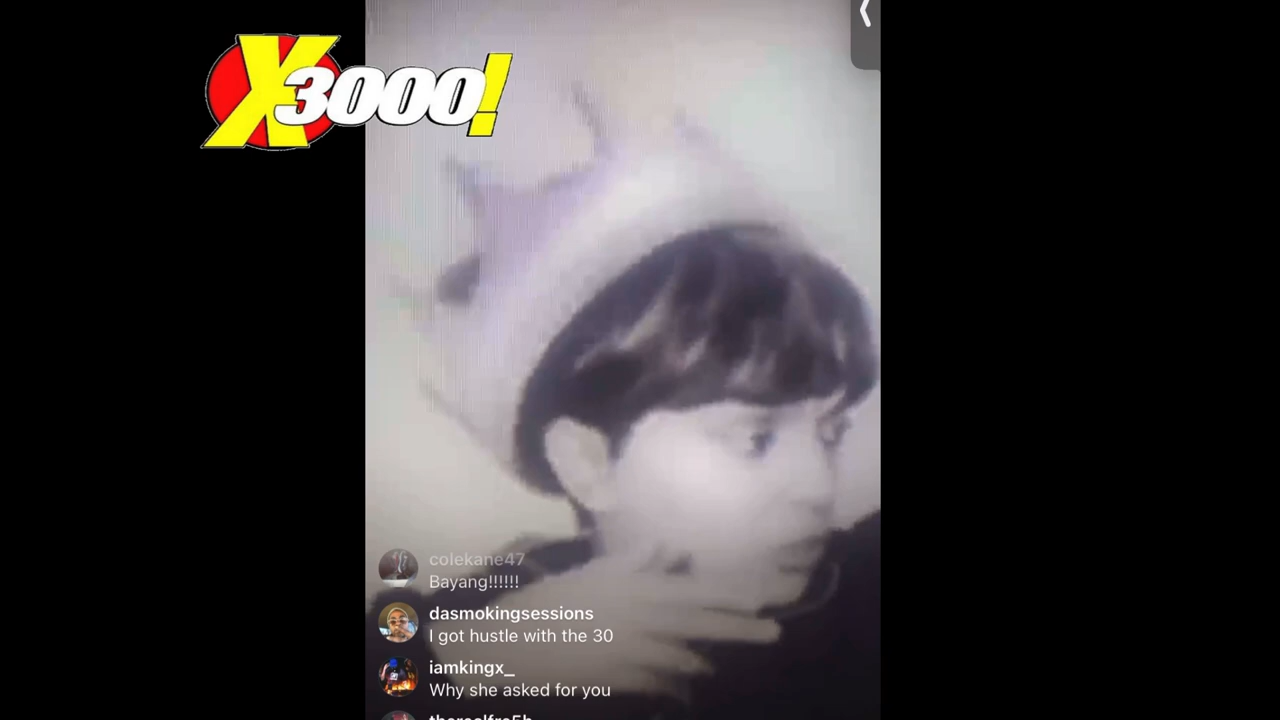 X3000!
colekane47
Bayang!!!!!!
dasmokingsessions
I got hustle with the 30
iamkingx_
Why she asked for you